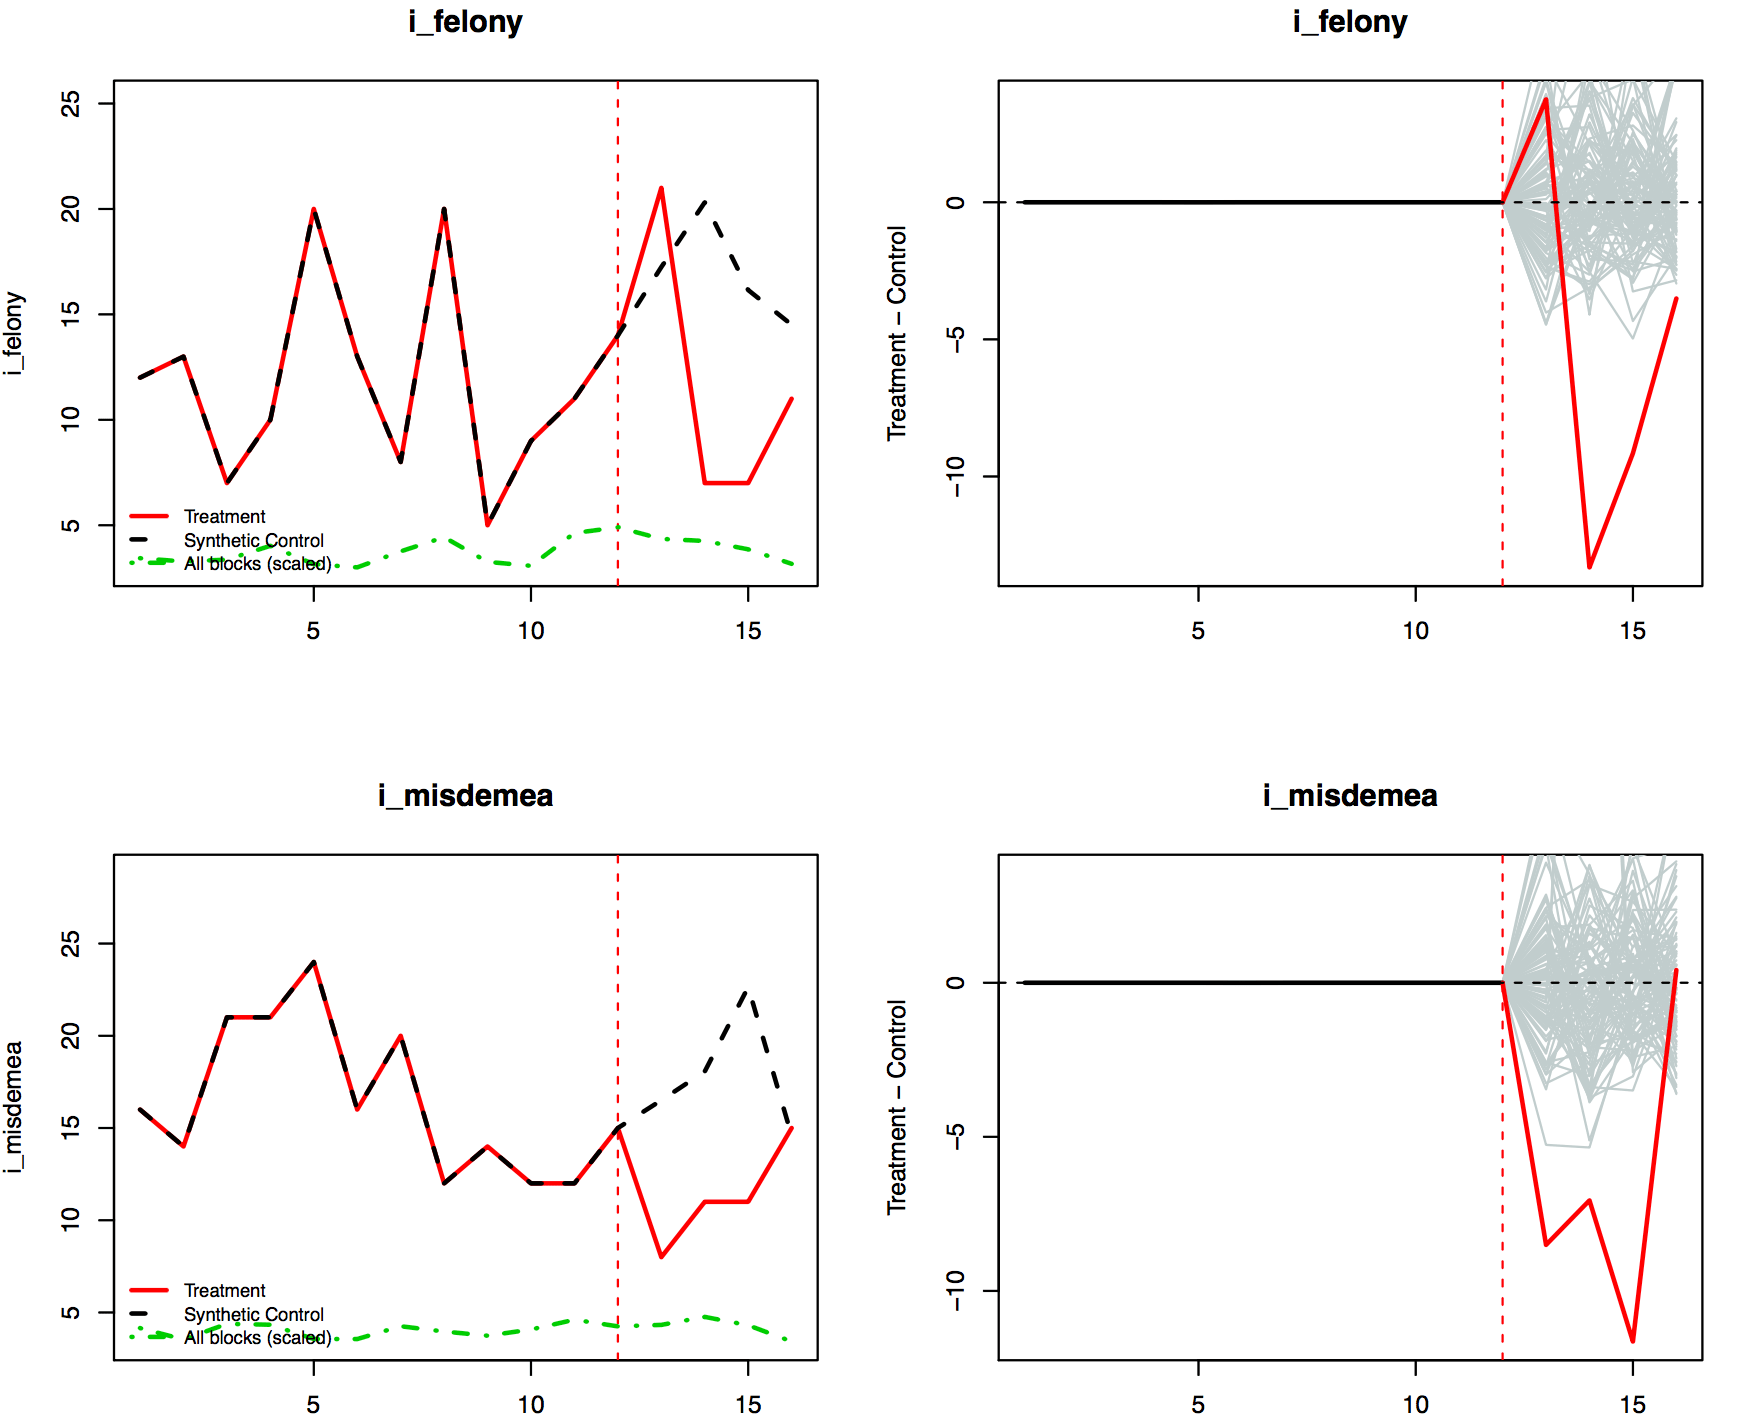 i_felony
i_felony
25
20
15
10
5
i_felony
Treatment
Synthetic Control
All blocks (scaled)
5
10
15
0
−5
−10
Treatment − Control
5
10
15
i_misdemea
i_misdemea
25
20
15
10
5
i_misdemea
Treatment
Synthetic Control
All blocks (scaled)
5
10
15
0
−5
−10
Treatment − Control
5
10
15